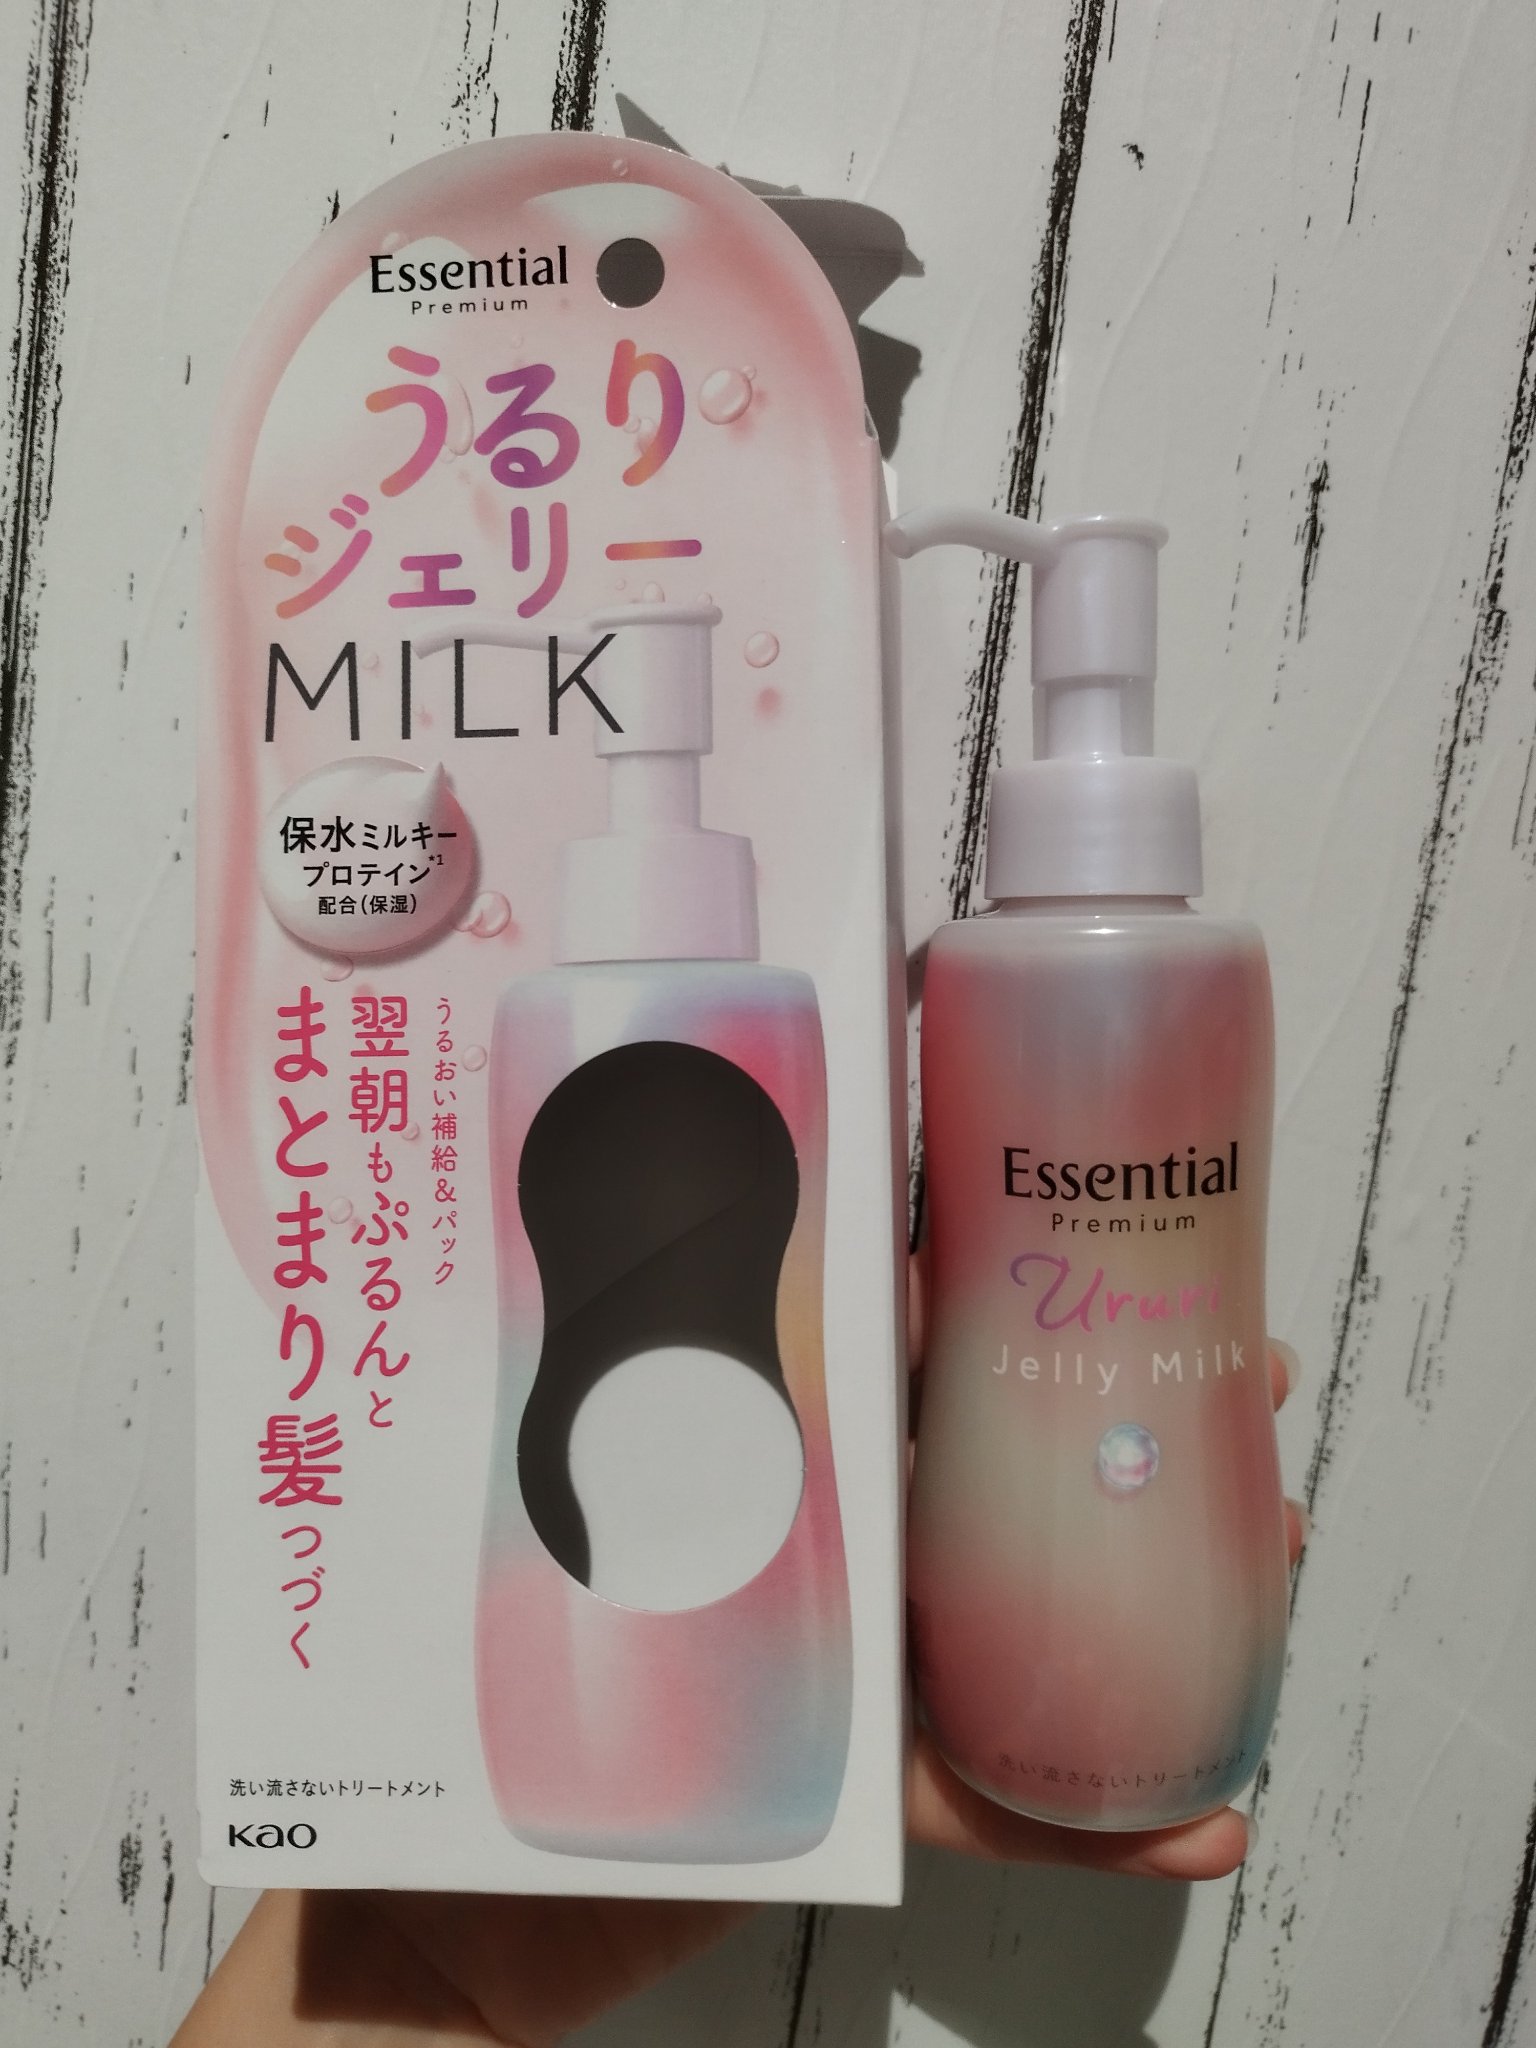 Essential
Premium
うるり
ジェリー
MILK
保水ミルキー
プロテイン*1
配合(保湿)
うるおい補給&パック
翌朝もぷるんと
まとまり髪つづく
洗い流さないトリートメント
Kao
Essential
Premium
Ururi
Jelly Milk
洗い流さないトリートメント